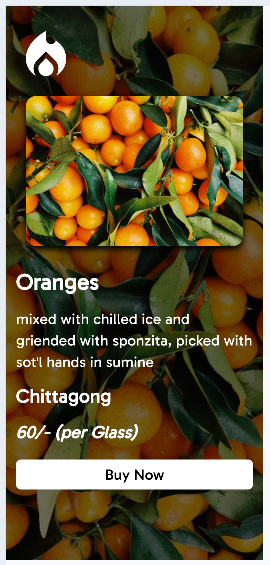 Oranges
mixed with chilled ice and
griended with sponzita, picked with
sot'l hands in sumine
Chittagong
60/- (per Glass)
Buy Now